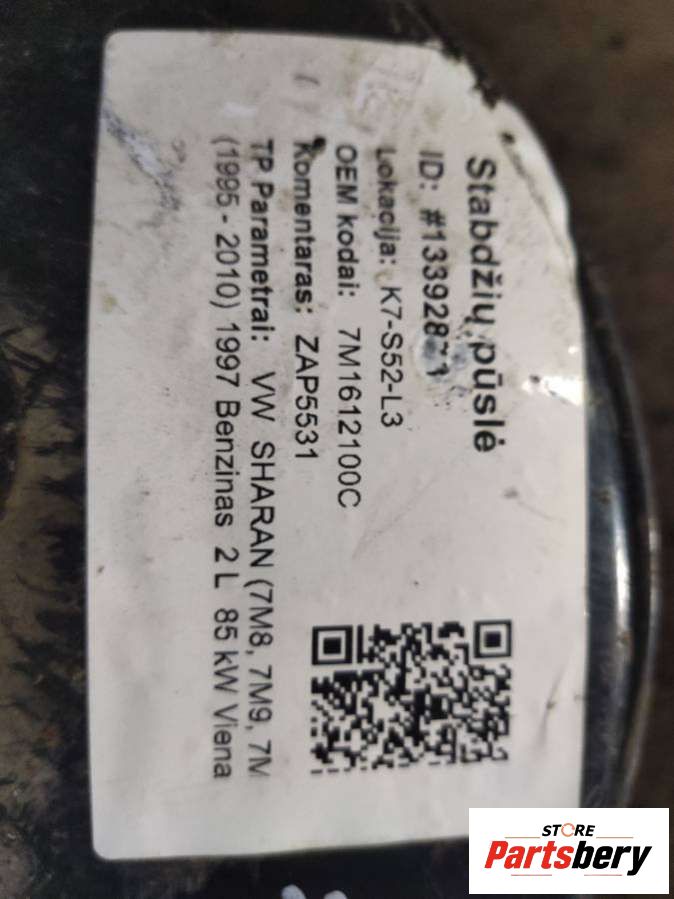 Stabdžių pūslė
ID:
Lokacija: K7-S52-L3
OEM kodai: 7M1612100C
Komentaras: ZAP5531
TP Parametrai: VW SHARAN (7M8, 7M9, 7M
(1995 - 2010) 1997 Benzinas 2 L 85 kW Viena
STORE
Partsbery